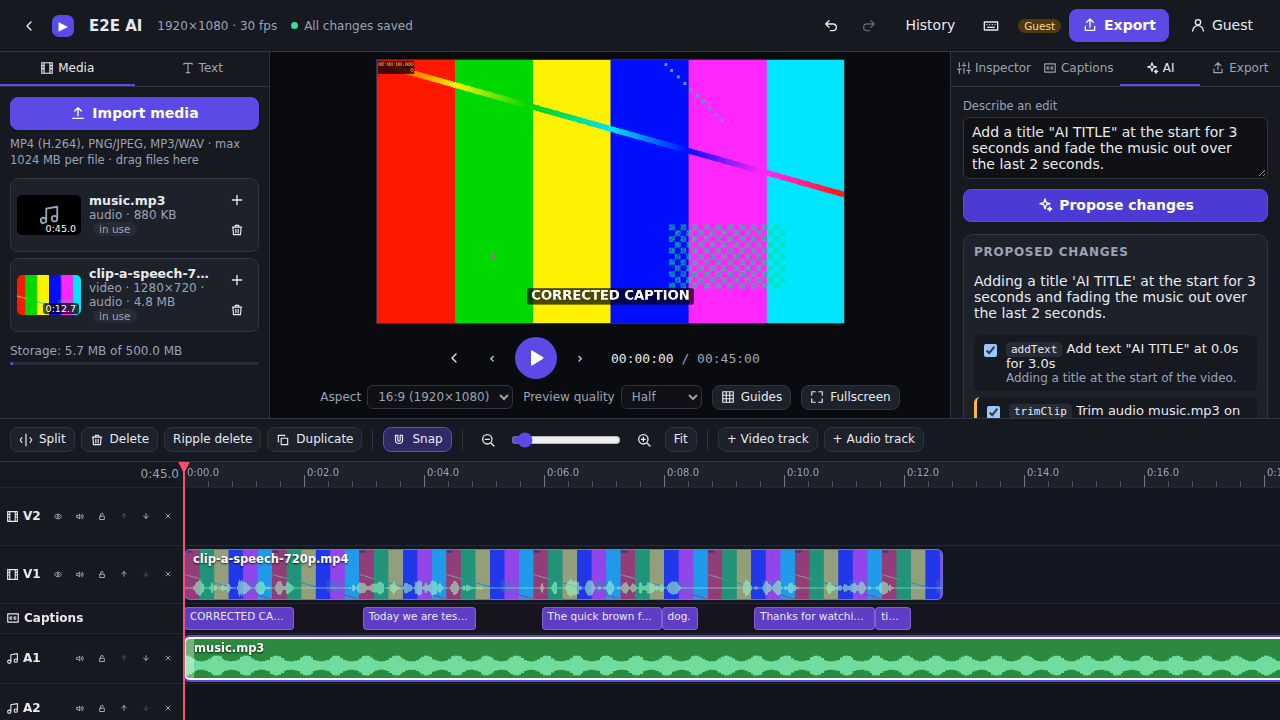 E2E AI 1920×1080 · 30 fps All changes saved History Guest Export Guest
Media Text
Inspector Captions AI Export
Import media
MP4 (H.264), PNG/JPEG, MP3/WAV · max
1024 MB per file · drag files here
music.mp3
audio · 880 KB
in use
0:45.0
clip-a-speech-7…
video · 1280×720 ·
audio · 4.8 MB
in use
0:12.7
Storage: 5.7 MB of 500.0 MB
00:00:00.000
0
CORRECTED CAPTION
00:00:00 / 00:45:00
Aspect 16:9 (1920×1080) Preview quality Half Guides Fullscreen
Describe an edit
Add a title "AI TITLE" at the start for 3
seconds and fade the music out over
the last 2 seconds.
Propose changes
PROPOSED CHANGES
Adding a title 'AI TITLE' at the start for 3
seconds and fading the music out over
the last 2 seconds.
addText Add text "AI TITLE" at 0.0s
for 3.0s
Adding a title at the start of the video.
trimClip Trim audio music.mp3 on
Split Delete Ripple delete Duplicate Snap Fit + Video track + Audio track
0:45.0 0:00.0 0:02.0 0:04.0 0:06.0 0:08.0 0:10.0 0:12.0 0:14.0 0:16.0
V2
V1
clip-a-speech-720p.mp4
Captions
CORRECTED CA… Today we are tes… The quick brown f… dog. Thanks for watchi… ti…
A1
music.mp3
A2